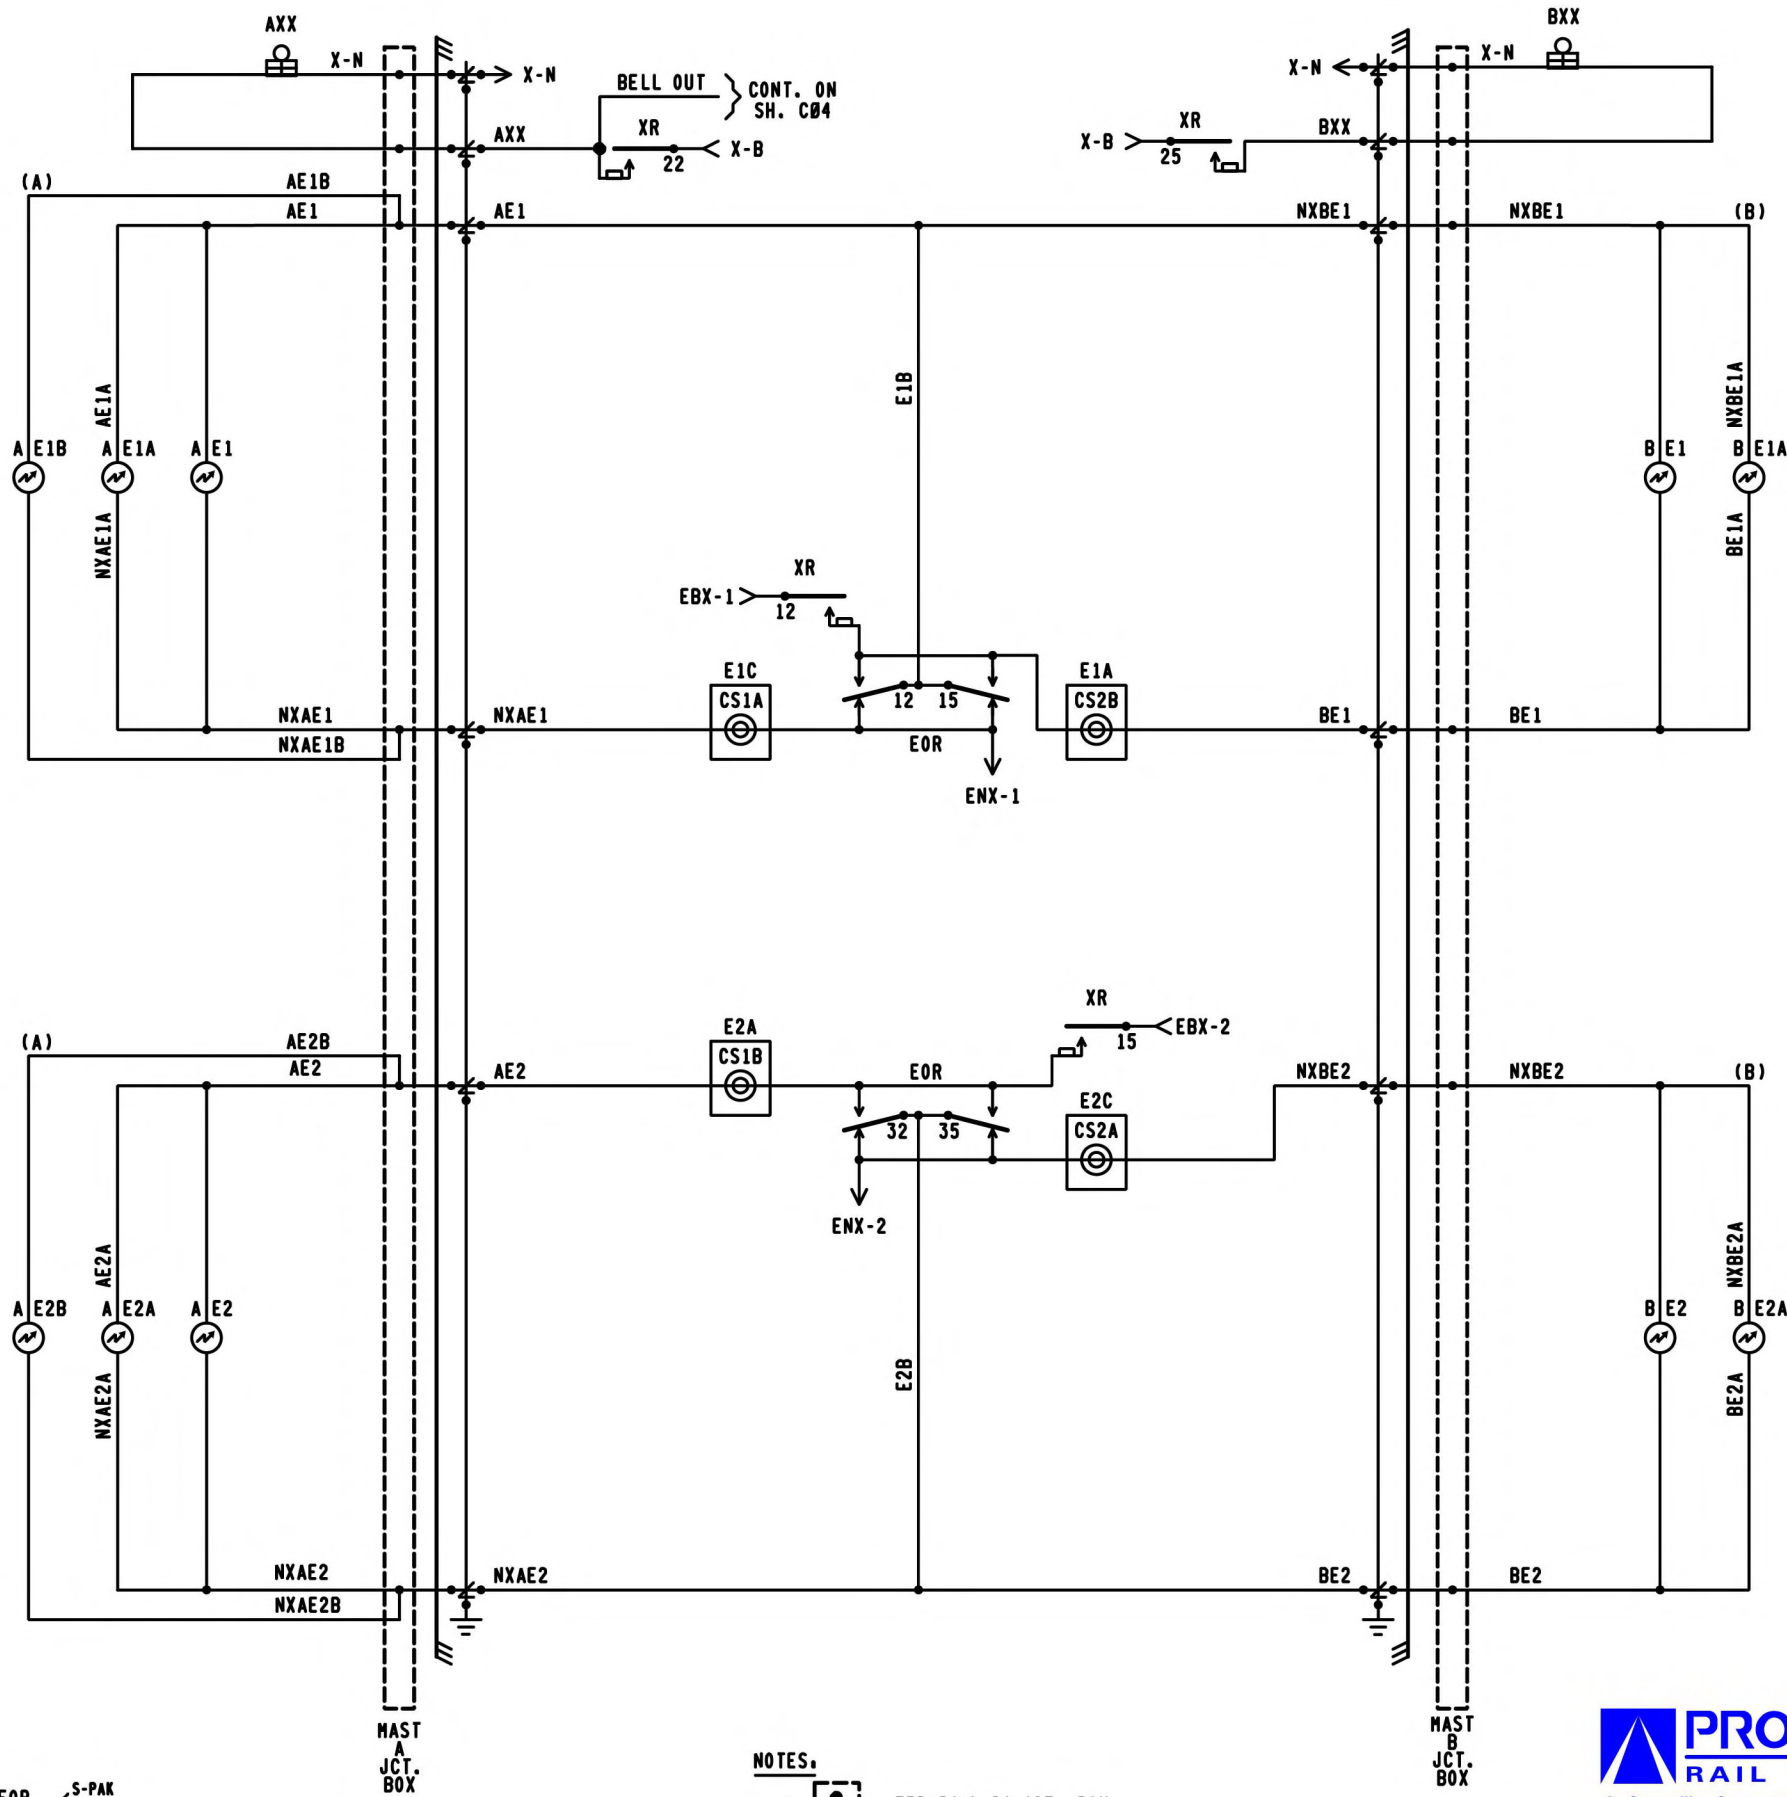 AXX
BXX
X-N
X-N
X-N
X-N
BELL OUT
CONT. ON
SH. CØ4
AXX
XR
22
X-B
X-B
XR
25
BXX
(A)
AE1B
AE1
AE1
NXBE1
NXBE1
(B)
E1B
AE1A
NXBE1A
A E1B
A E1A
A E1
B E1
B E1A
NXAE1A
BE1A
XR
EBX-1
12
E1C
CS1A
12
15
E1A
CS2B
NXAE1
NXAE1
EOR
BE1
BE1
NXAE1B
ENX-1
XR
EBX-2
15
(A)
AE2B
AE2
AE2
E2A
CS1B
EOR
NXBE2
NXBE2
(B)
32
35
E2C
CS2A
ENX-2
AE2A
NXBE2A
A E2B
A E2A
A E2
B E2
B E2A
NXAE2A
E2B
BE2A
NXAE2
NXAE2
BE2
BE2
NXAE2B
MAST
A
JCT.
BOX
MAST
B
JCT.
BOX
NOTES:
S-PAK
PRO
RAIL